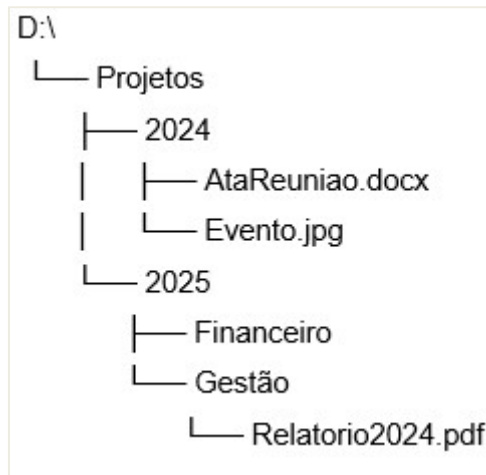 D:\
Projetos
2024
AtaReuniao.docx
Evento.jpg
2025
Financeiro
Gestão
Relatorio2024.pdf